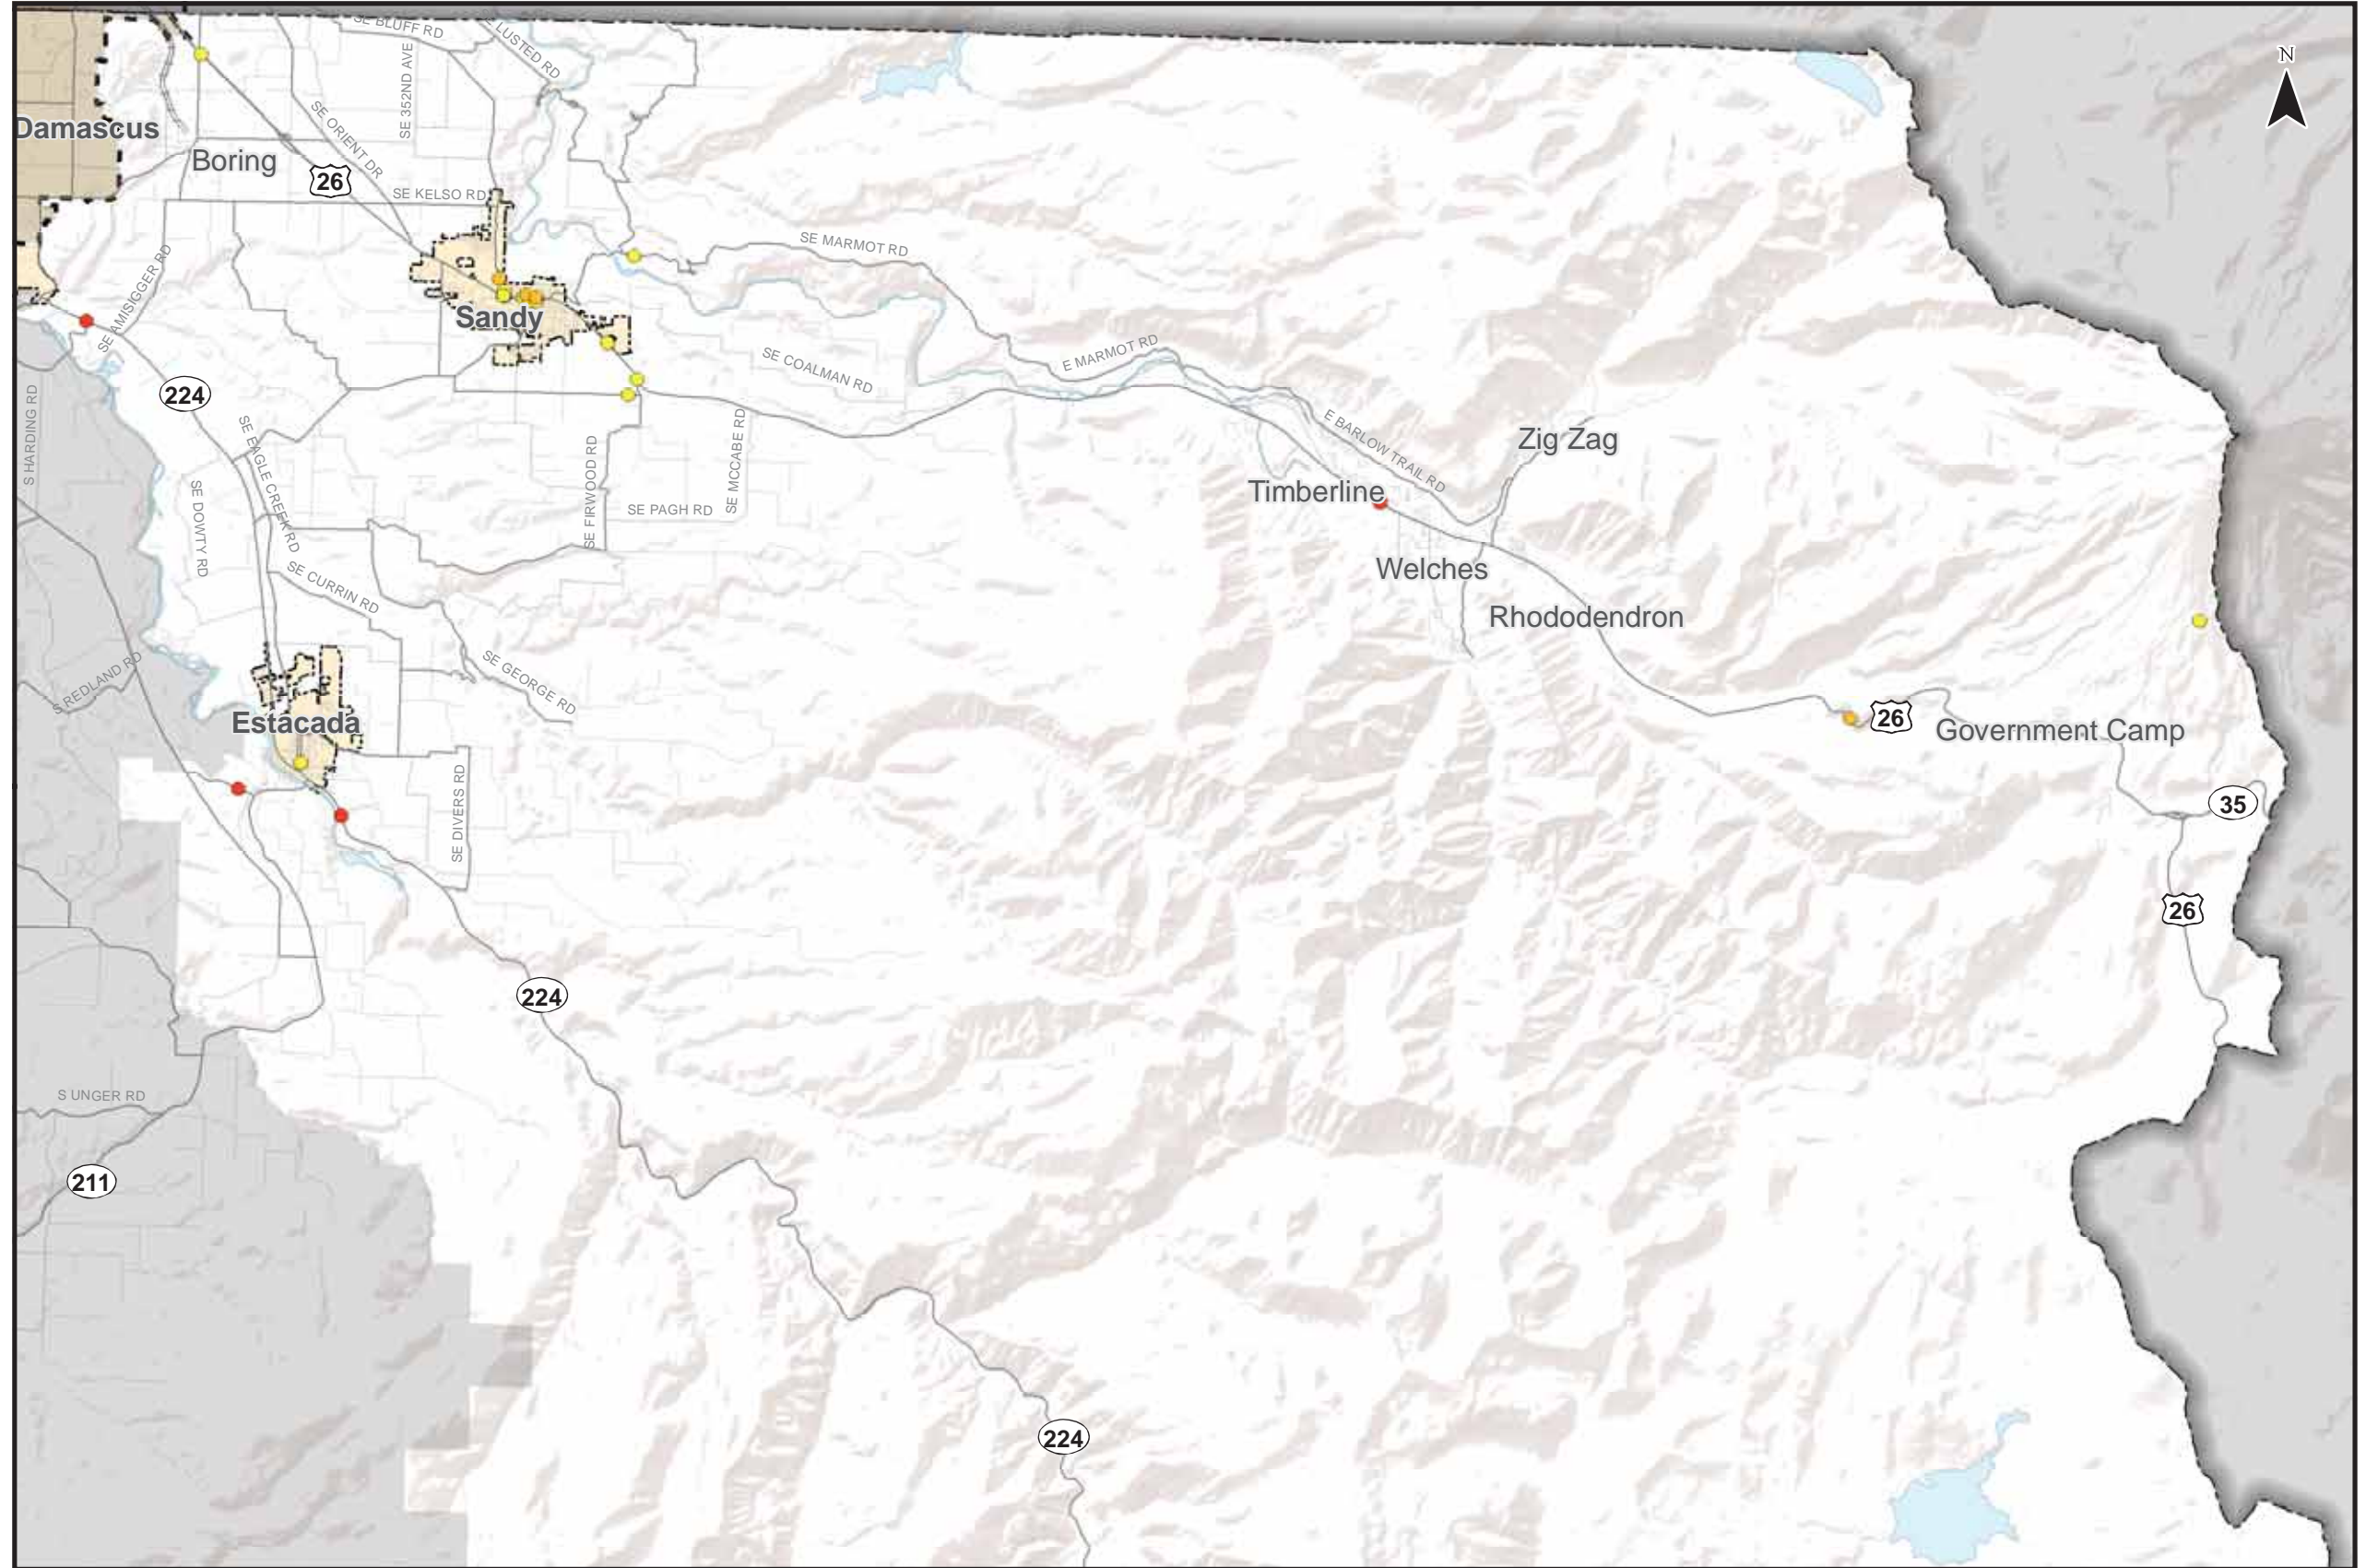 SE BLUFF RD
E LUSTED RD
N
SE 352ND AVE
Damascus
SE ORIENT DR
Boring
26
SE KELSO RD
SE MARMOT RD
SE AMISIGGER RD
Sandy
E MARMOT RD
SE COALMAN RD
224
S HARDING RD
SE EAGLE CREEK RD
SE FIRWOOD RD
SE MCCABE RD
E BARLOW TRAIL RD
Zig Zag
Timberline
SE DOWTY RD
SE PAGH RD
Welches
SE CURRIN RD
Rhododendron
S REDLAND RD
SE GEORGE RD
Estacada
26
Government Camp
SE DIVERS RD
35
26
224
S UNGER RD
211
224